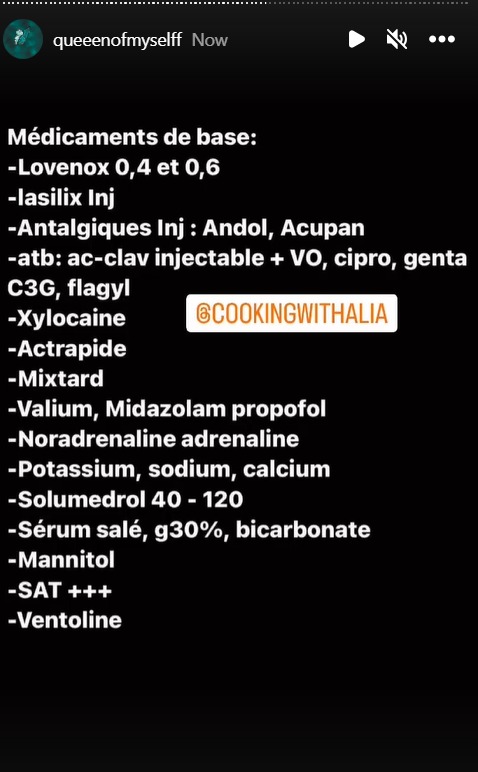 queeenofmyselff Now
Médicaments de base:
-Lovenox 0,4 et 0,6
-lasilix Inj
-Antalgiques Inj : Andol, Acupan
-atb: ac-clav injectable + VO, cipro, genta
C3G, flagyl
@COOKINGWITHALIA
-Xylocaine
-Actrapide
-Mixtard
-Valium, Midazolam propofol
-Noradrenaline adrenaline
-Potassium, sodium, calcium
-Solumedrol 40 - 120
-Sérum salé, g30%, bicarbonate
-Mannitol
-SAT +++
-Ventoline